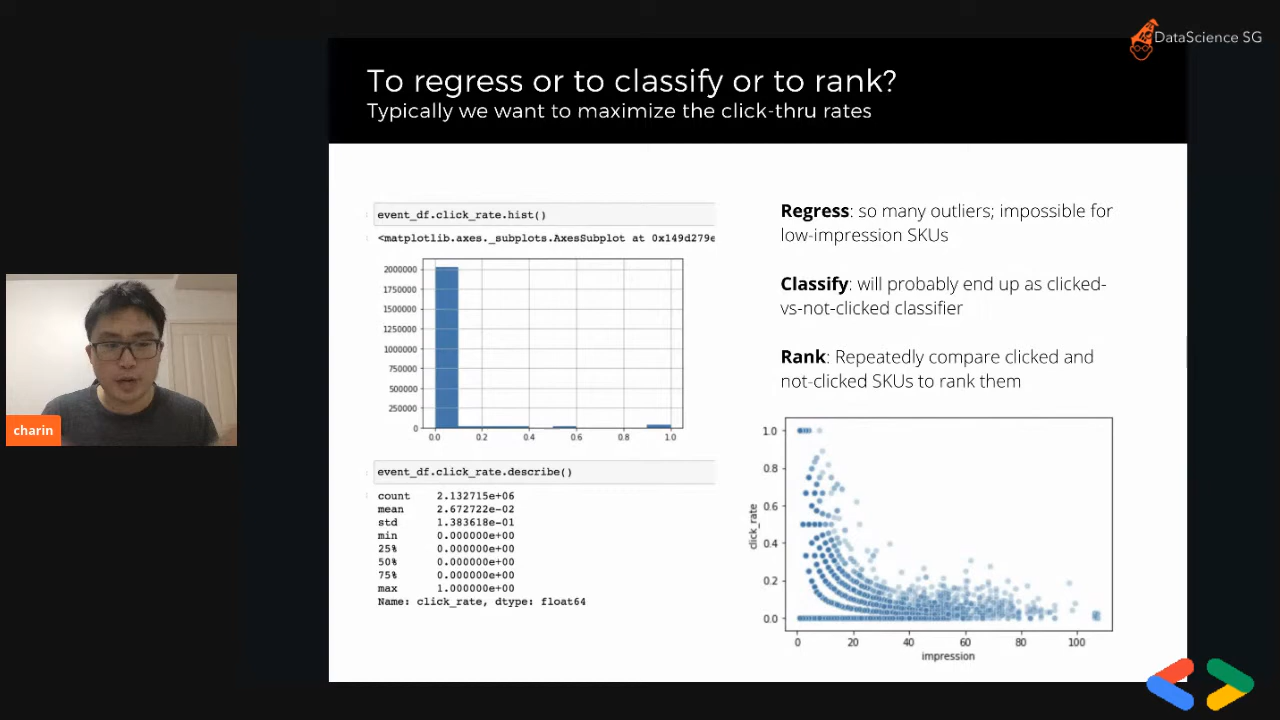 DataScience SG
To regress or to classify or to rank?
Typically we want to maximize the click-thru rates
event_df.click_rate.hist()
<matplotlib.axes._subplots.AxesSubplot at 0x149d279e
2000000
1750000
1500000
1250000
1000000
750000
500000
250000
0
0.0 0.2 0.4 0.6 0.8 1.0
event_df.click_rate.describe()
count 2.132715e+06
mean 2.672722e-02
std 1.383618e-01
min 0.000000e+00
25% 0.000000e+00
50% 0.000000e+00
75% 0.000000e+00
max 1.000000e+00
Name: click_rate, dtype: float64
Regress: so many outliers; impossible for
low-impression SKUs
Classify: will probably end up as clicked-
vs-not-clicked classifier
Rank: Repeatedly compare clicked and
not-clicked SKUs to rank them
1.0
0.8
0.6
0.4
0.2
0.0
click_rate
0 20 40 60 80 100
impression
charin